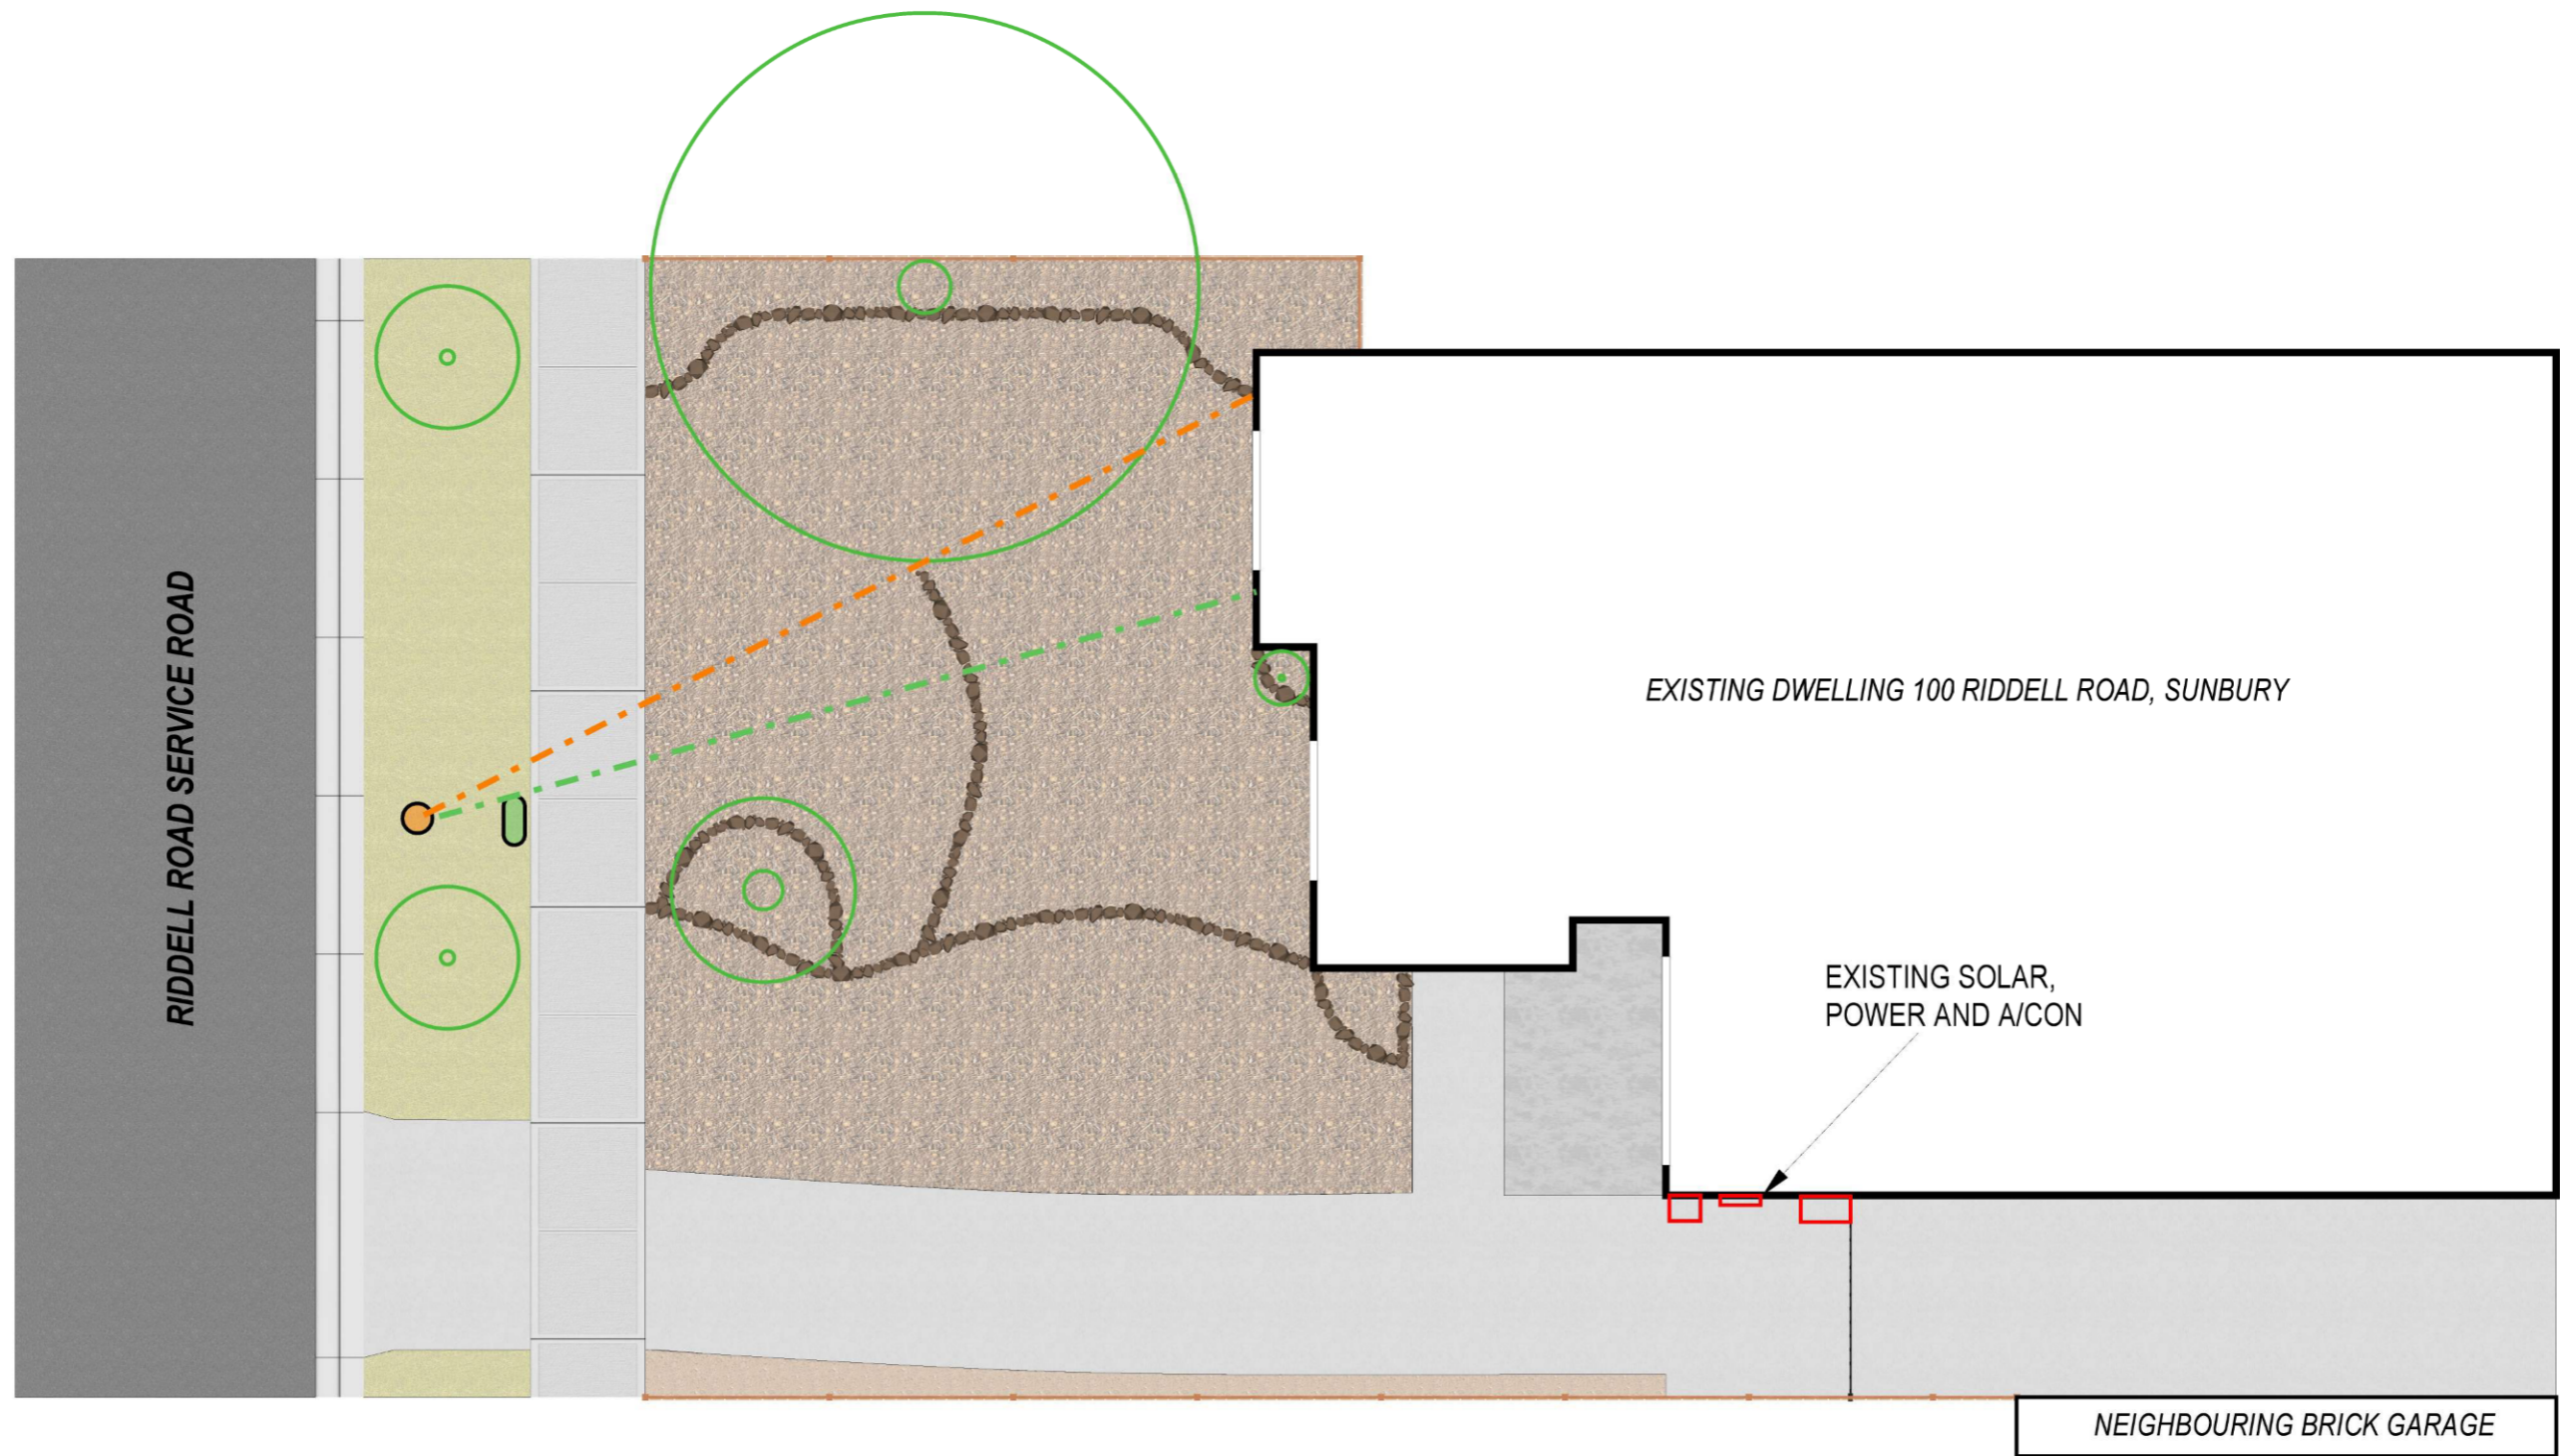 RIDDELL ROAD SERVICE ROAD
EXISTING DWELLING 100 RIDDELL ROAD, SUNBURY
EXISTING SOLAR,
POWER AND A/CON
NEIGHBOURING BRICK GARAGE